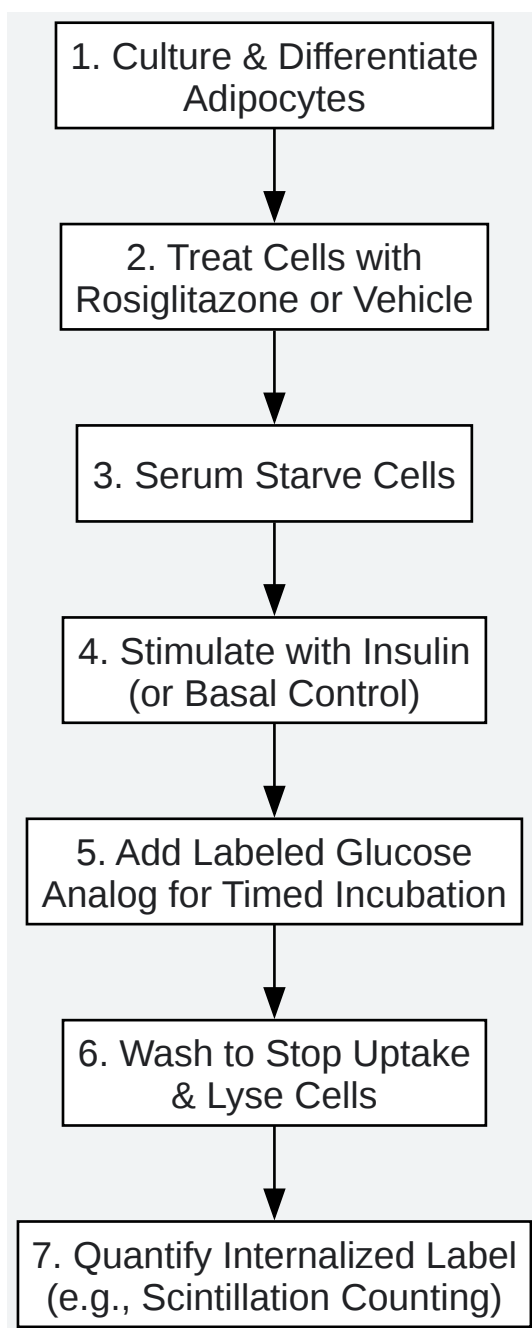 1. Culture & Differentiate
Adipocytes
2. Treat Cells with
Rosiglitazone or Vehicle
3. Serum Starve Cells
4. Stimulate with Insulin
(or Basal Control)
5. Add Labeled Glucose
Analog for Timed Incubation
6. Wash to Stop Uptake
& Lyse Cells
7. Quantify Internalized Label
(e.g., Scintillation Counting)